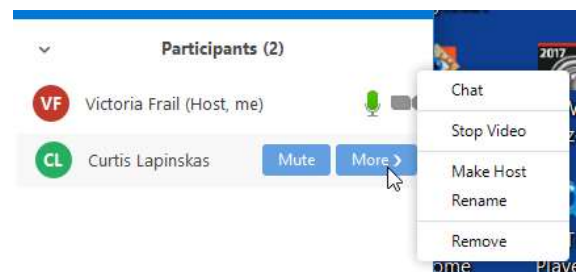 Participants (2)
2017
VF Victoria Frail (Host, me)
CL Curtis Lapinskas Mute More
Chat
Stop Video
Make Host
Rename
Remove